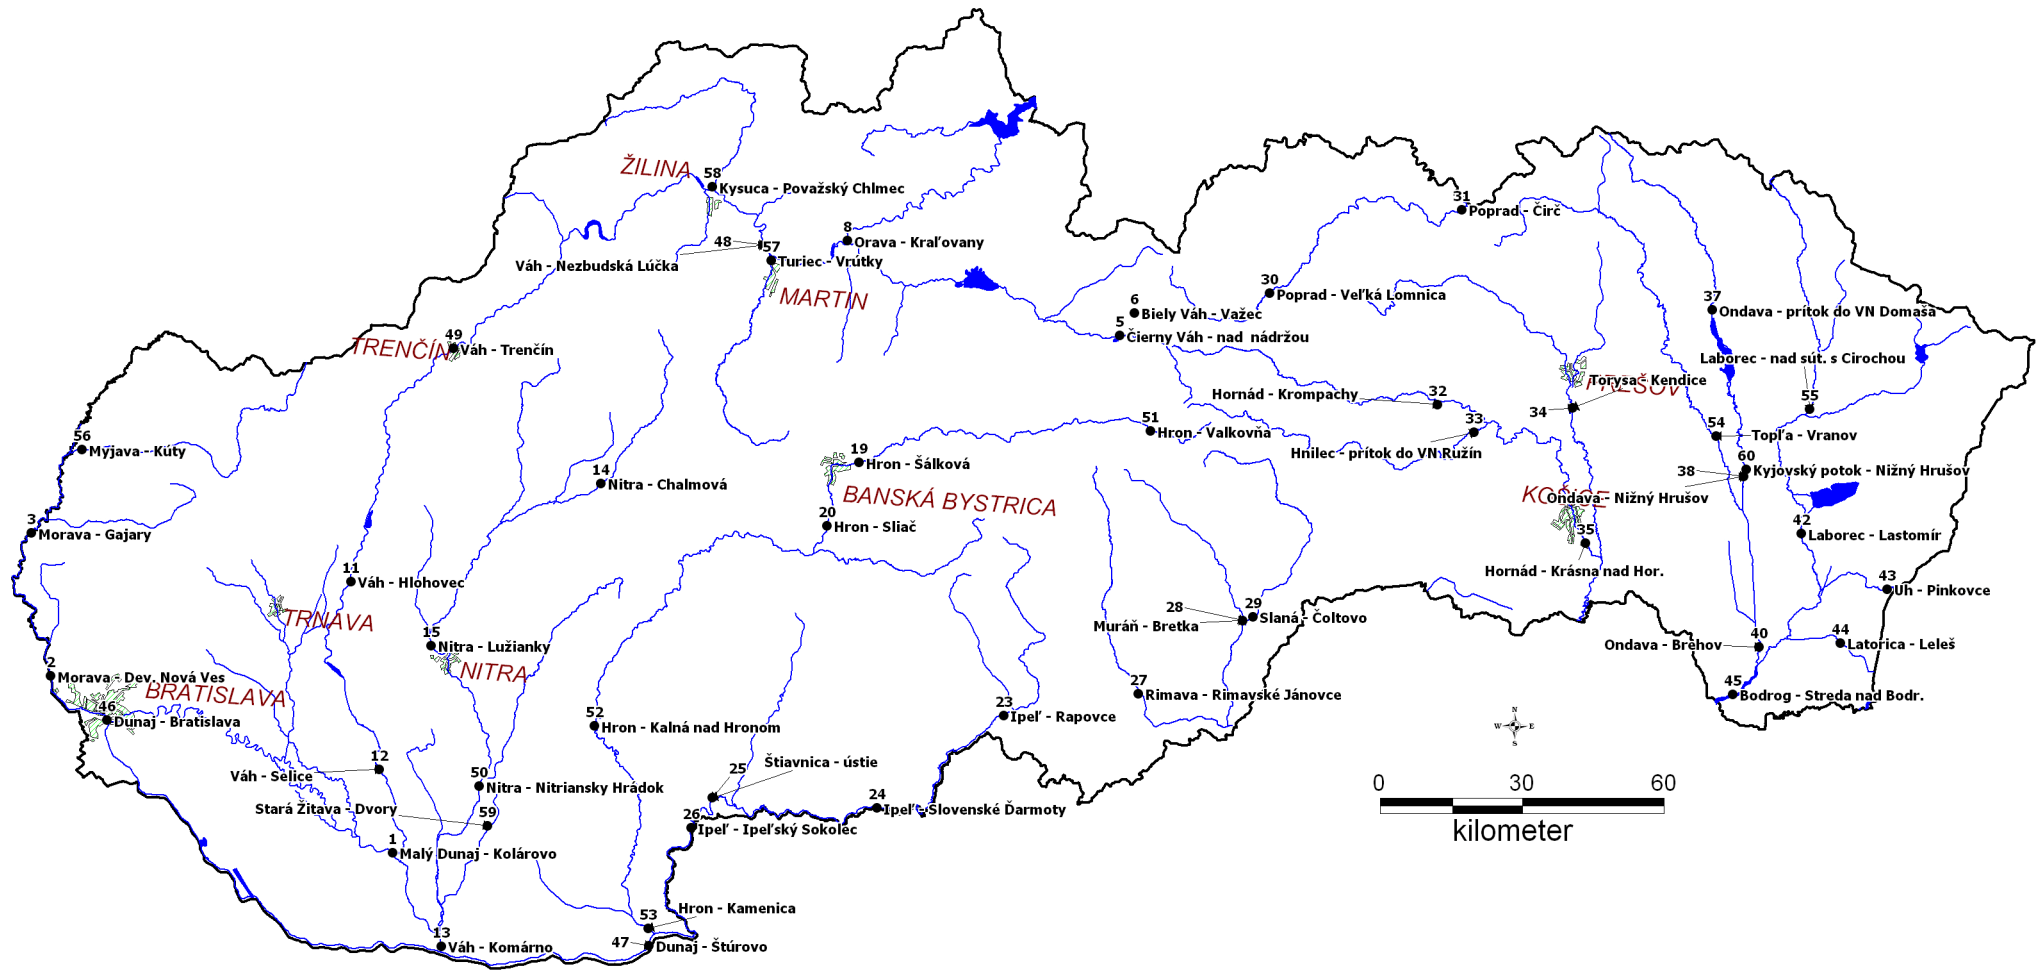 ŽILINA
58
Kysuca - Považský Chlmec
31
Poprad - Čirč
48
8
Orava - Kraľovany
57
Turiec - Vrútky
Váh - Nezbudská Lúčka
MARTIN
30
Poprad - Veľká Lomnica
6
Biely Váh - Važec
5
Čierny Váh - nad nádržou
37
Ondava - prítok do VN Domaša
49
TRENČÍN
Váh - Trenčín
Laborec - nad sút. s Cirochou
Torysa - Kendice
PREŠOV
Hornád - Krompachy
32
34
55
56
Myjava - Kúty
51
Hron - Valkovňa
33
Hnilec - prítok do VN Ružín
54
Topľa - Vranov
19
Hron - Šálková
14
Nitra - Chalmová
60
Kyjovský potok - Nižný Hrušov
38
BANSKÁ BYSTRICA
KOŠICE
Ondava - Nižný Hrušov
3
Morava - Gajary
20
Hron - Sliač
35
42
Laborec - Lastomír
11
Váh - Hlohovec
Hornád - Krásna nad Hor.
43
Uh - Pinkovce
TRNAVA
28
29
Slaná - Čoltovo
Muráň - Bretka
15
Nitra - Lužianky
NITRA
40
Ondava - Brehov
44
Latorica - Leleš
2
Morava - Dev. Nová Ves
BRATISLAVA
27
Rimava - Rimavské Jánovce
45
Bodrog - Streda nad Bodr.
46
Dunaj - Bratislava
52
Hron - Kalná nad Hronom
23
Ipeľ - Rapovce
N
W E
S
12
Váh - Selice
25
Štiavnica - ústie
50
Nitra - Nitriansky Hrádok
0 30 60
kilometer
Stará Žitava - Dvory
59
24
Ipeľ - Slovenské Ďarmoty
26
Ipeľ - Ipeľský Sokolec
1
Malý Dunaj - Kolárovo
53
Hron - Kamenica
13
Váh - Komárno
47
Dunaj - Štúrovo